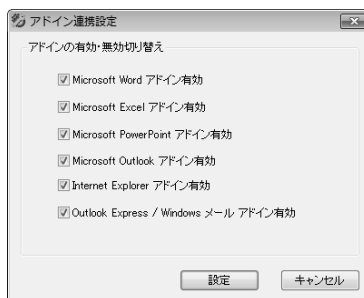 アドイン連携設定
アドインの有効・無効切り替え
Microsoft Word アドイン有効
Microsoft Excel アドイン有効
Microsoft PowerPoint アドイン有効
Microsoft Outlook アドイン有効
Internet Explorer アドイン有効
Outlook Express / Windows メール アドイン有効
設定
キャンセル